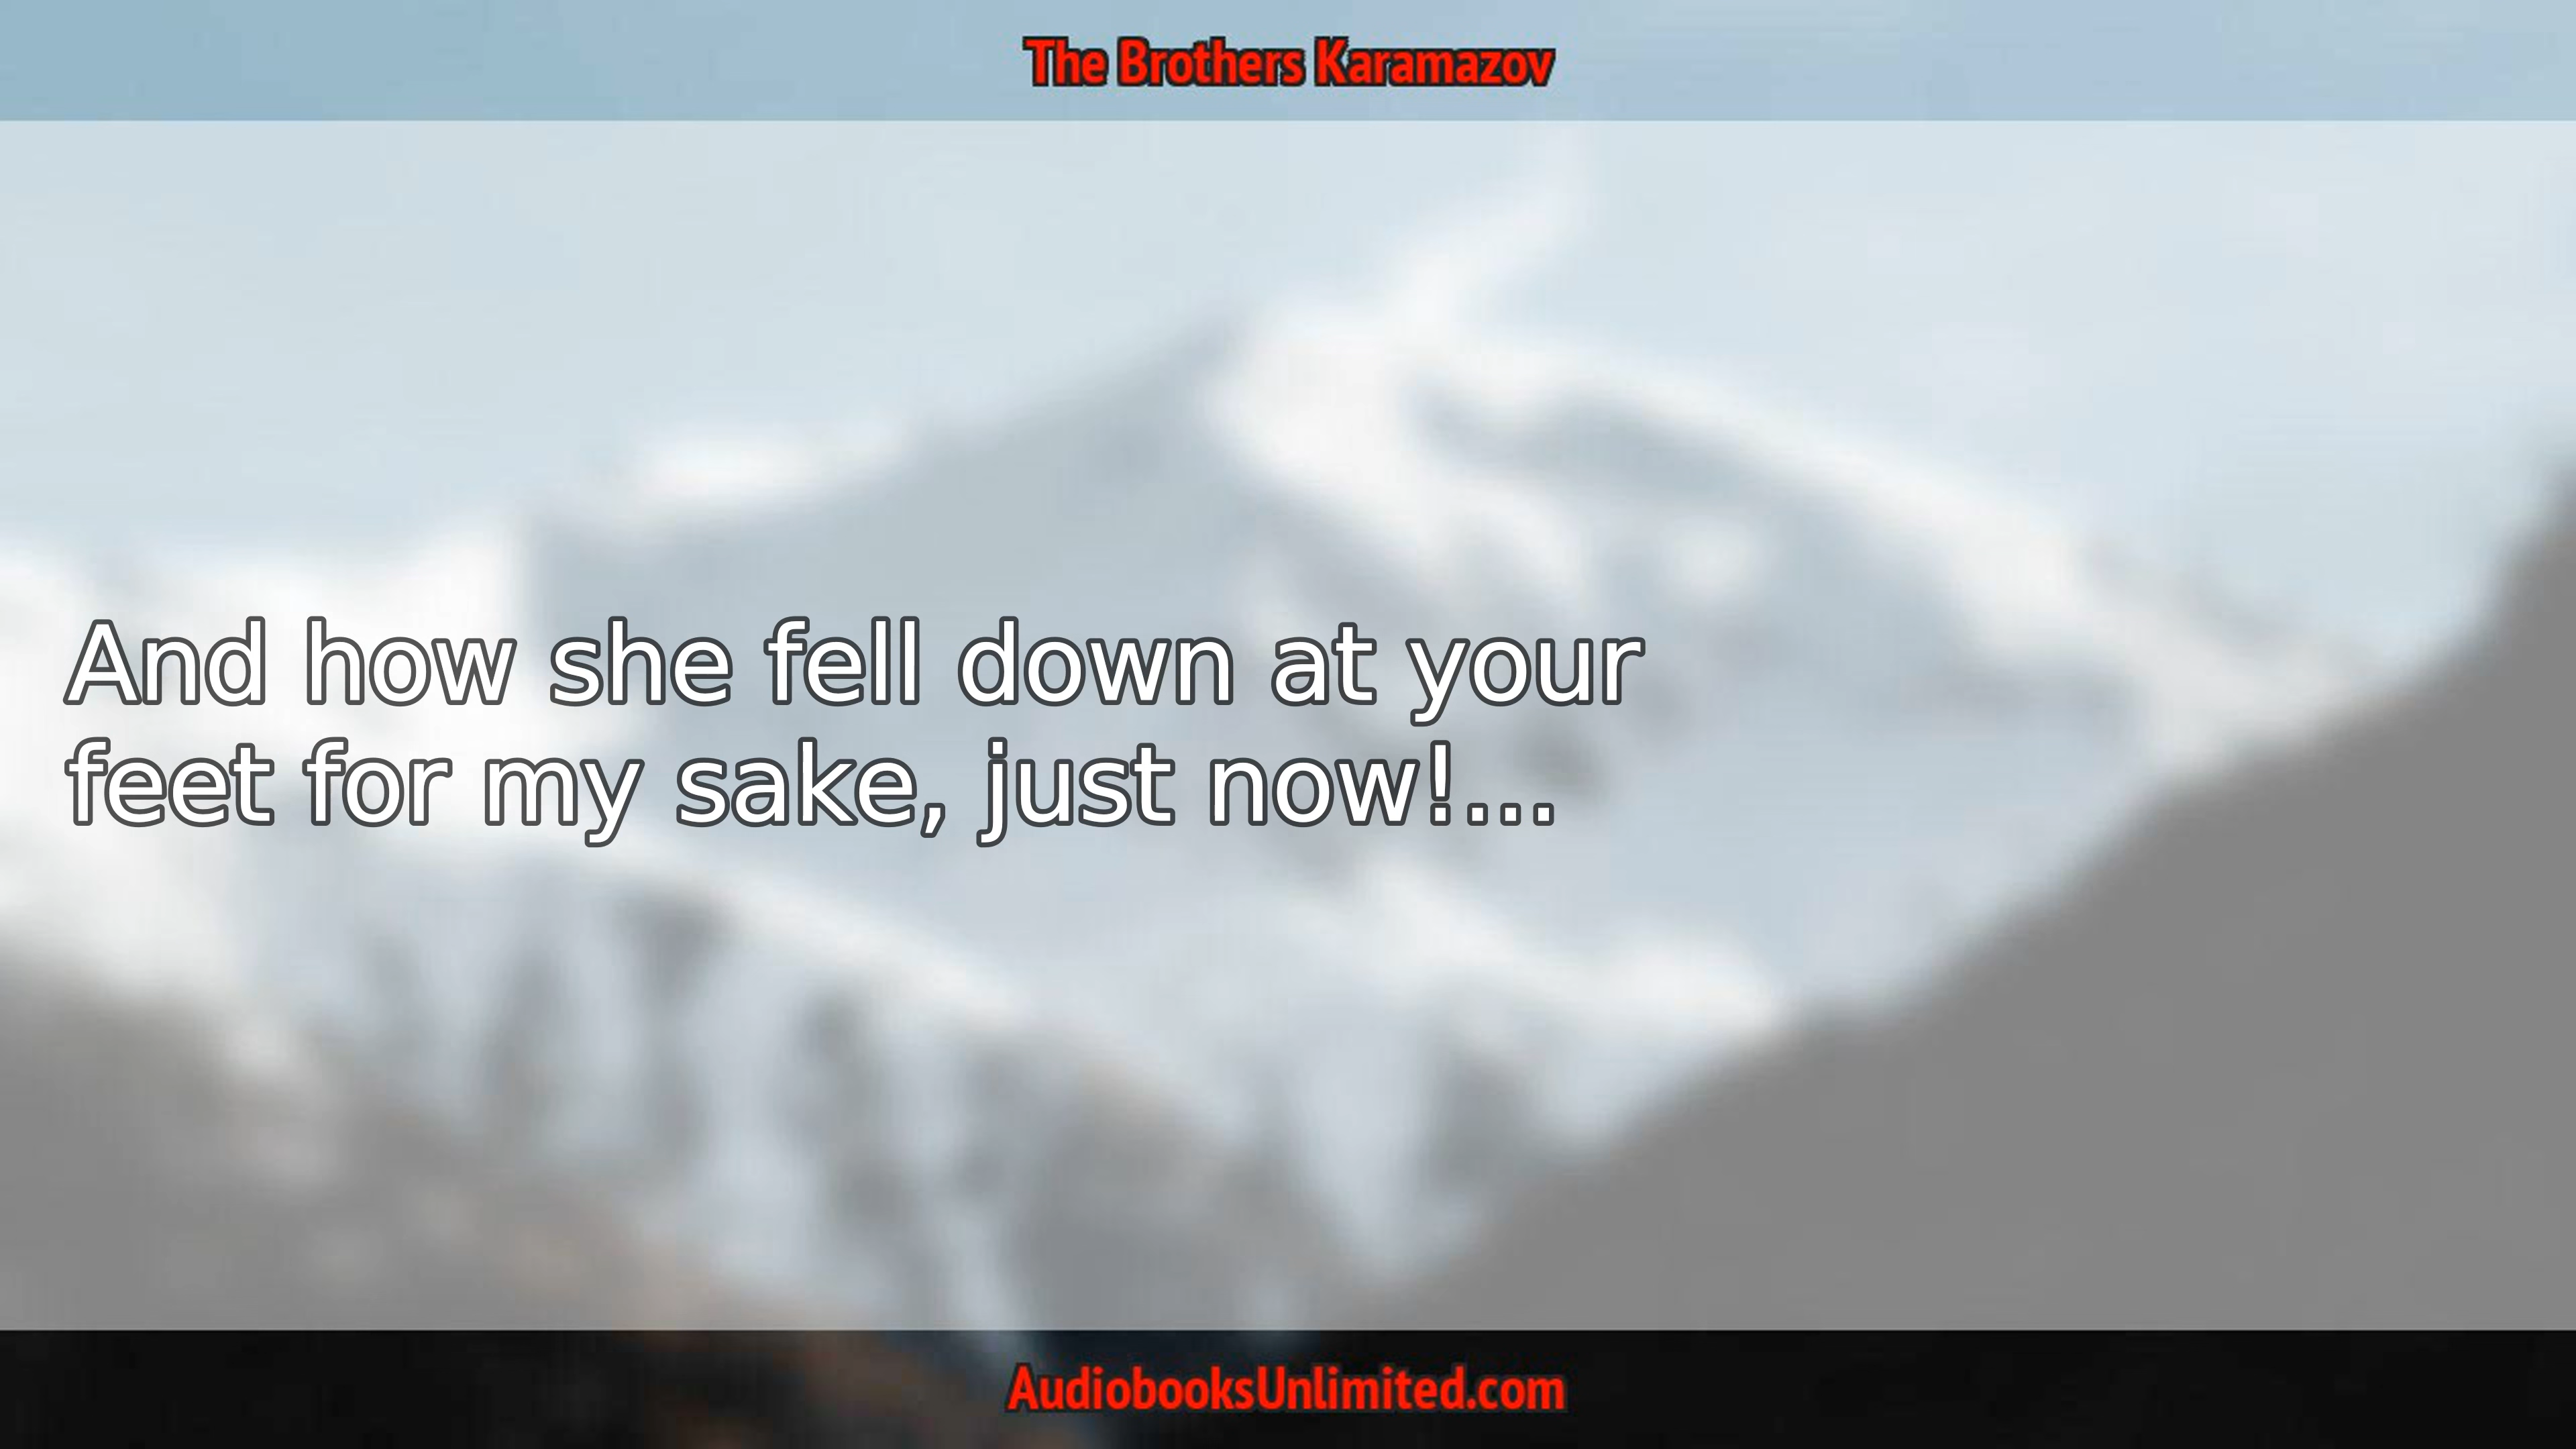 The Brothers Karamazov
And how she fell down at your
feet for my sake, just now!...
AudiobooksUnlimited.com